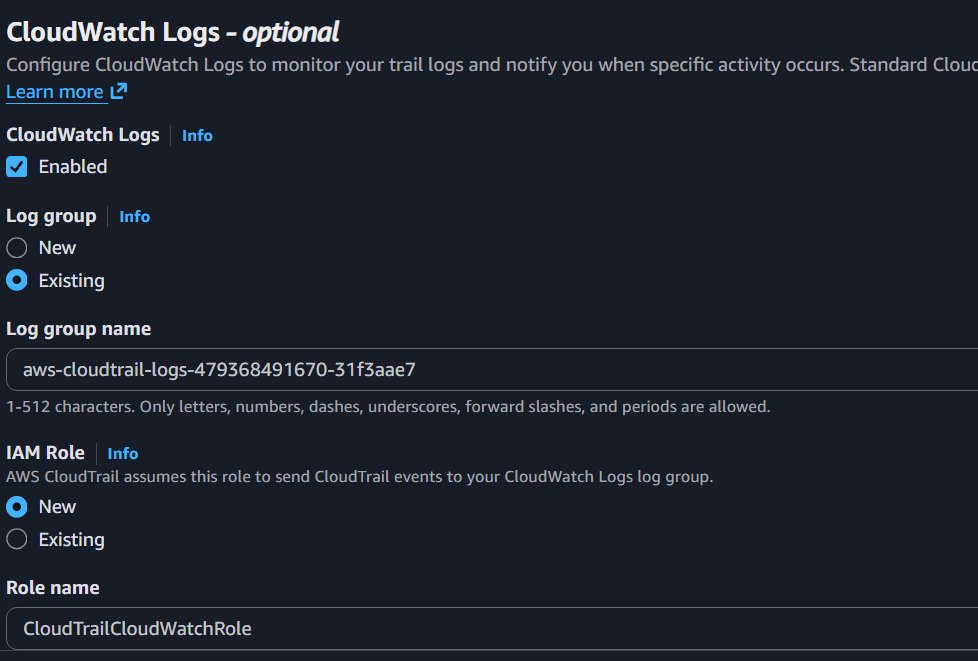 CloudWatch Logs - optional
Configure CloudWatch Logs to monitor your trail logs and notify you when specific activity occurs. Standard Clou
Learn more
CloudWatch Logs Info
Enabled
Log group Info
New
Existing
Log group name
aws-cloudtrail-logs-479368491670-31f3aae7
1-512 characters. Only letters, numbers, dashes, underscores, forward slashes, and periods are allowed.
IAM Role Info
AWS CloudTrail assumes this role to send CloudTrail events to your CloudWatch Logs log group.
New
Existing
Role name
CloudTrailCloudWatchRole